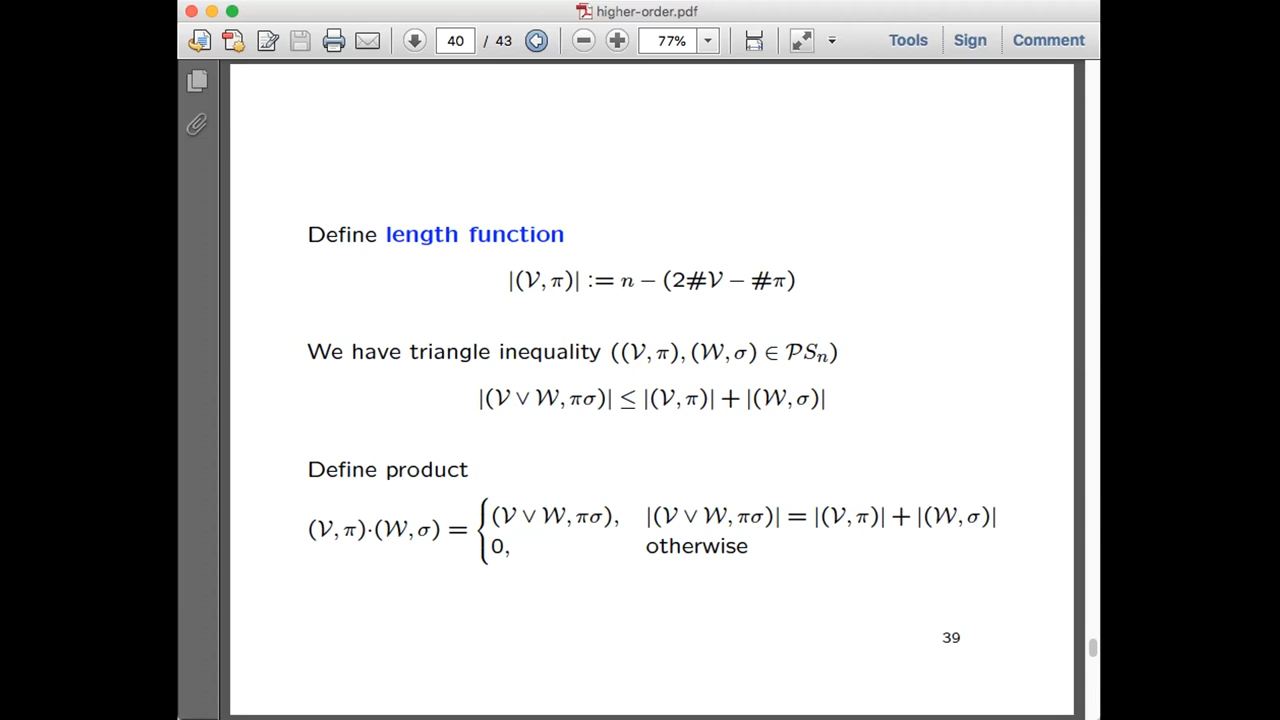 higher-order.pdf
40 / 43 77% Tools Sign Comment
Define length function
|(𝒱, π)| := n − (2#𝒱 − #π)
We have triangle inequality ((𝒱, π), (𝒲, σ) ∈ 𝒫Sₙ)
|(𝒱 ∨ 𝒲, πσ)| ≤ |(𝒱, π)| + |(𝒲, σ)|
Define product
(𝒱, π)·(𝒲, σ) = { (𝒱 ∨ 𝒲, πσ), |(𝒱 ∨ 𝒲, πσ)| = |(𝒱, π)| + |(𝒲, σ)|
0, otherwise
39